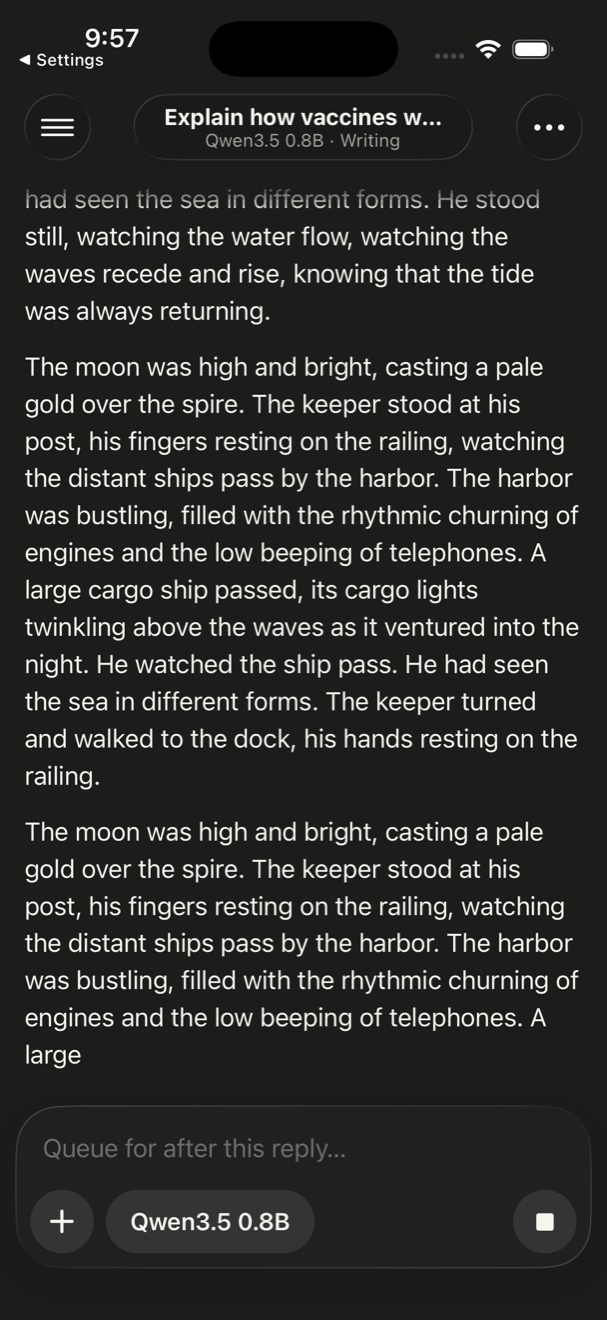 9:57
◀ Settings
Explain how vaccines w...
Qwen3.5 0.8B · Writing
had seen the sea in different forms. He stood
still, watching the water flow, watching the
waves recede and rise, knowing that the tide
was always returning.
The moon was high and bright, casting a pale
gold over the spire. The keeper stood at his
post, his fingers resting on the railing, watching
the distant ships pass by the harbor. The harbor
was bustling, filled with the rhythmic churning of
engines and the low beeping of telephones. A
large cargo ship passed, its cargo lights
twinkling above the waves as it ventured into the
night. He watched the ship pass. He had seen
the sea in different forms. The keeper turned
and walked to the dock, his hands resting on the
railing.
The moon was high and bright, casting a pale
gold over the spire. The keeper stood at his
post, his fingers resting on the railing, watching
the distant ships pass by the harbor. The harbor
was bustling, filled with the rhythmic churning of
engines and the low beeping of telephones. A
large
Queue for after this reply...
Qwen3.5 0.8B